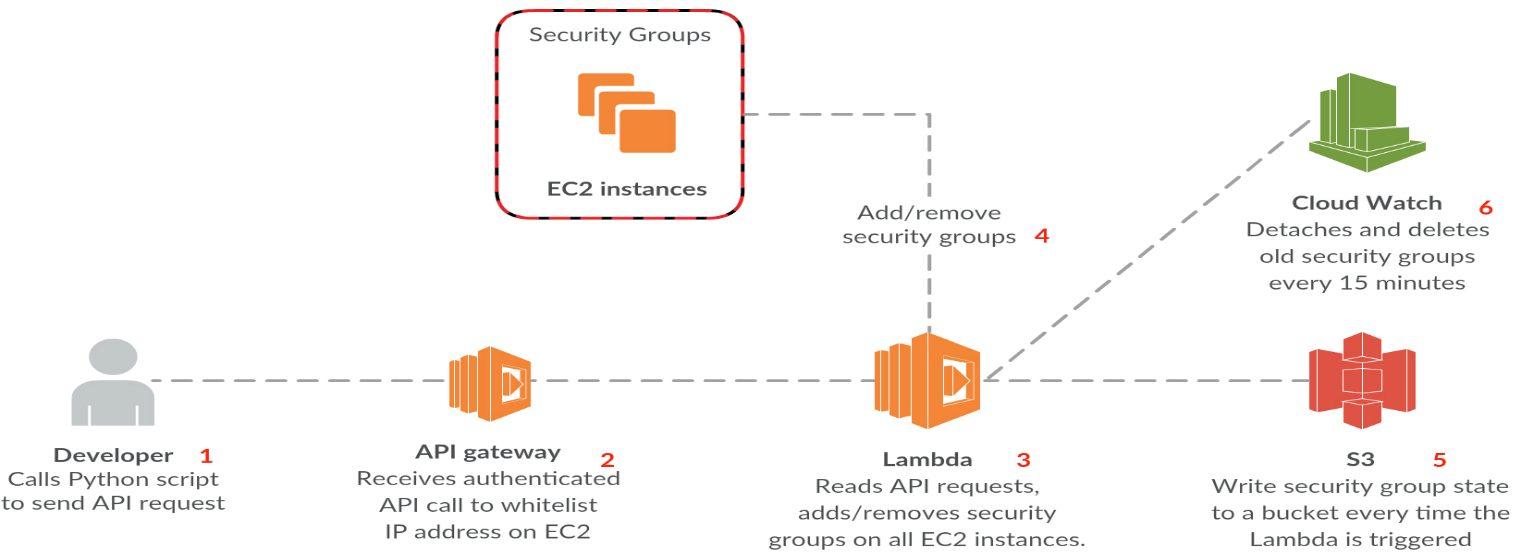 Security Groups
EC2 instances
Add/remove
security groups 4
Cloud Watch 6
Detaches and deletes
old security groups
every 15 minutes
Developer 1
Calls Python script
to send API request
API gateway 2
Receives authenticated
API call to whitelist
IP address on EC2
Lambda 3
Reads API requests,
adds/removes security
groups on all EC2 instances.
S3 5
Write security group state
to a bucket every time the
Lambda is triggered